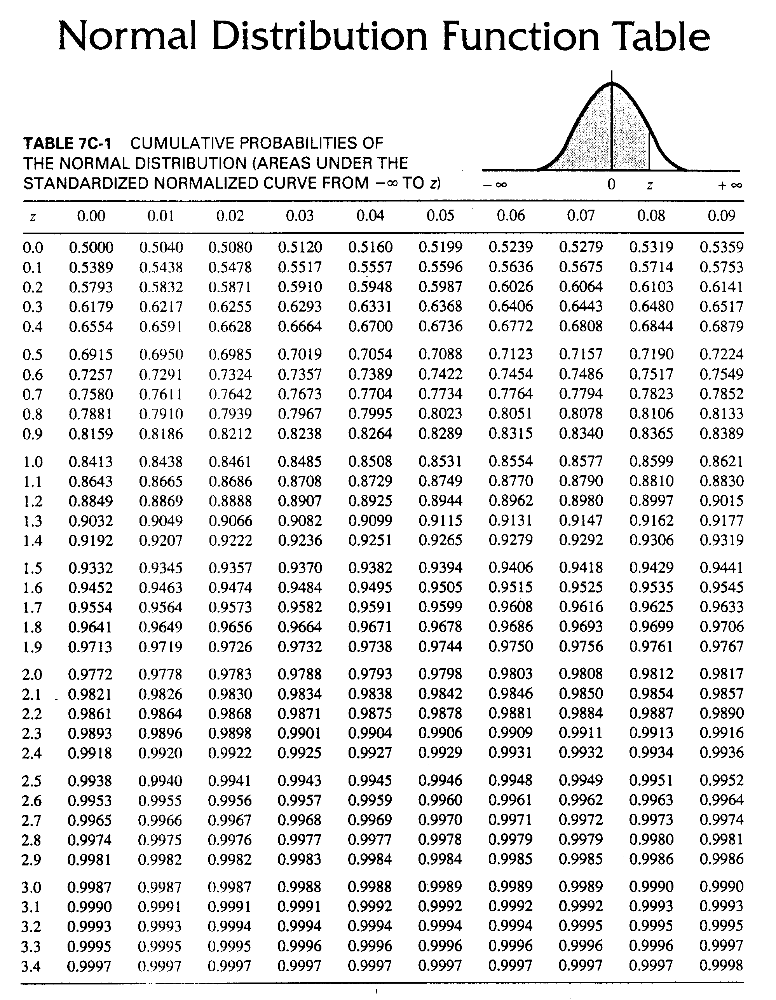 Normal Distribution Function Table
TABLE 7C-1 CUMULATIVE PROBABILITIES OF
THE NORMAL DISTRIBUTION (AREAS UNDER THE
STANDARDIZED NORMALIZED CURVE FROM −∞ TO z)
− ∞ 0 z + ∞
z 0.00 0.01 0.02 0.03 0.04 0.05 0.06 0.07 0.08 0.09
0.0 0.5000 0.5040 0.5080 0.5120 0.5160 0.5199 0.5239 0.5279 0.5319 0.5359
0.1 0.5389 0.5438 0.5478 0.5517 0.5557 0.5596 0.5636 0.5675 0.5714 0.5753
0.2 0.5793 0.5832 0.5871 0.5910 0.5948 0.5987 0.6026 0.6064 0.6103 0.6141
0.3 0.6179 0.6217 0.6255 0.6293 0.6331 0.6368 0.6406 0.6443 0.6480 0.6517
0.4 0.6554 0.6591 0.6628 0.6664 0.6700 0.6736 0.6772 0.6808 0.6844 0.6879
0.5 0.6915 0.6950 0.6985 0.7019 0.7054 0.7088 0.7123 0.7157 0.7190 0.7224
0.6 0.7257 0.7291 0.7324 0.7357 0.7389 0.7422 0.7454 0.7486 0.7517 0.7549
0.7 0.7580 0.7611 0.7642 0.7673 0.7704 0.7734 0.7764 0.7794 0.7823 0.7852
0.8 0.7881 0.7910 0.7939 0.7967 0.7995 0.8023 0.8051 0.8078 0.8106 0.8133
0.9 0.8159 0.8186 0.8212 0.8238 0.8264 0.8289 0.8315 0.8340 0.8365 0.8389
1.0 0.8413 0.8438 0.8461 0.8485 0.8508 0.8531 0.8554 0.8577 0.8599 0.8621
1.1 0.8643 0.8665 0.8686 0.8708 0.8729 0.8749 0.8770 0.8790 0.8810 0.8830
1.2 0.8849 0.8869 0.8888 0.8907 0.8925 0.8944 0.8962 0.8980 0.8997 0.9015
1.3 0.9032 0.9049 0.9066 0.9082 0.9099 0.9115 0.9131 0.9147 0.9162 0.9177
1.4 0.9192 0.9207 0.9222 0.9236 0.9251 0.9265 0.9279 0.9292 0.9306 0.9319
1.5 0.9332 0.9345 0.9357 0.9370 0.9382 0.9394 0.9406 0.9418 0.9429 0.9441
1.6 0.9452 0.9463 0.9474 0.9484 0.9495 0.9505 0.9515 0.9525 0.9535 0.9545
1.7 0.9554 0.9564 0.9573 0.9582 0.9591 0.9599 0.9608 0.9616 0.9625 0.9633
1.8 0.9641 0.9649 0.9656 0.9664 0.9671 0.9678 0.9686 0.9693 0.9699 0.9706
1.9 0.9713 0.9719 0.9726 0.9732 0.9738 0.9744 0.9750 0.9756 0.9761 0.9767
2.0 0.9772 0.9778 0.9783 0.9788 0.9793 0.9798 0.9803 0.9808 0.9812 0.9817
2.1 0.9821 0.9826 0.9830 0.9834 0.9838 0.9842 0.9846 0.9850 0.9854 0.9857
2.2 0.9861 0.9864 0.9868 0.9871 0.9875 0.9878 0.9881 0.9884 0.9887 0.9890
2.3 0.9893 0.9896 0.9898 0.9901 0.9904 0.9906 0.9909 0.9911 0.9913 0.9916
2.4 0.9918 0.9920 0.9922 0.9925 0.9927 0.9929 0.9931 0.9932 0.9934 0.9936
2.5 0.9938 0.9940 0.9941 0.9943 0.9945 0.9946 0.9948 0.9949 0.9951 0.9952
2.6 0.9953 0.9955 0.9956 0.9957 0.9959 0.9960 0.9961 0.9962 0.9963 0.9964
2.7 0.9965 0.9966 0.9967 0.9968 0.9969 0.9970 0.9971 0.9972 0.9973 0.9974
2.8 0.9974 0.9975 0.9976 0.9977 0.9977 0.9978 0.9979 0.9979 0.9980 0.9981
2.9 0.9981 0.9982 0.9982 0.9983 0.9984 0.9984 0.9985 0.9985 0.9986 0.9986
3.0 0.9987 0.9987 0.9987 0.9988 0.9988 0.9989 0.9989 0.9989 0.9990 0.9990
3.1 0.9990 0.9991 0.9991 0.9991 0.9992 0.9992 0.9992 0.9992 0.9993 0.9993
3.2 0.9993 0.9993 0.9994 0.9994 0.9994 0.9994 0.9994 0.9995 0.9995 0.9995
3.3 0.9995 0.9995 0.9995 0.9996 0.9996 0.9996 0.9996 0.9996 0.9996 0.9997
3.4 0.9997 0.9997 0.9997 0.9997 0.9997 0.9997 0.9997 0.9997 0.9997 0.9998